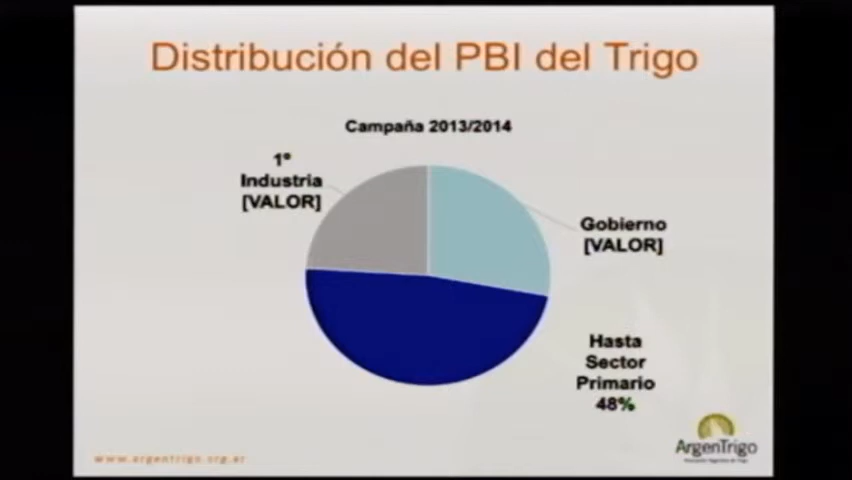 Distribución del PBI del Trigo
Campaña 2013/2014
1º
Industria
[VALOR]
Gobierno
[VALOR]
Hasta
Sector
Primario
48%
ArgenTrigo
www.argentrigo.org.ar